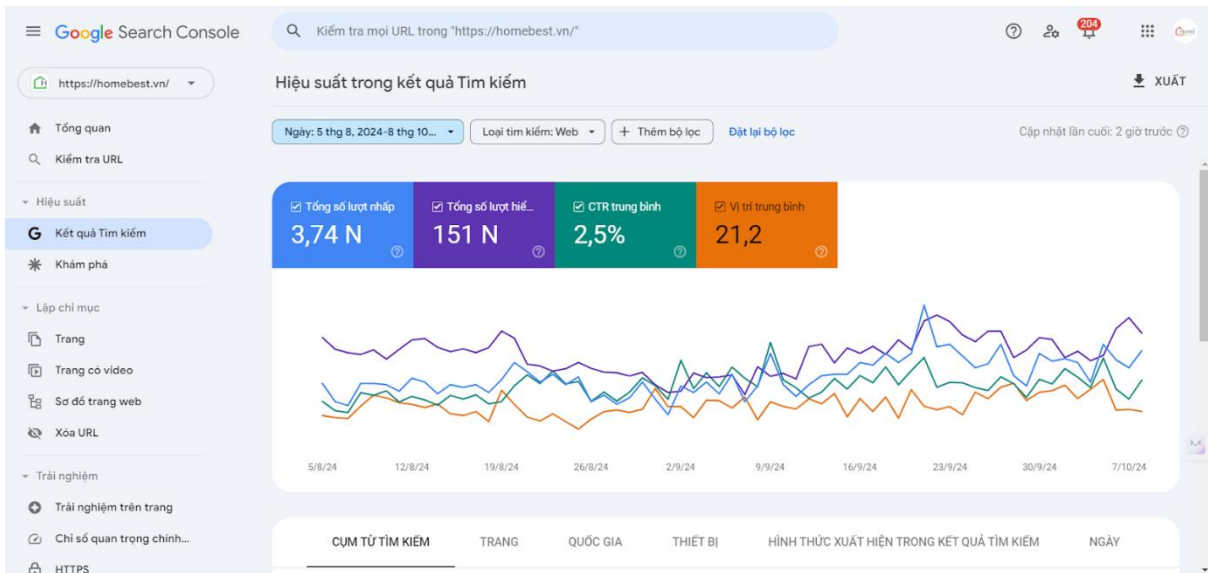 Google Search Console
Kiểm tra mọi URL trong "https://homebest.vn/"
204
https://homebest.vn/
Hiệu suất trong kết quả Tìm kiếm
XUẤT
Ngày: 5 thg 8, 2024-8 thg 10...
Loại tìm kiếm: Web
+ Thêm bộ lọc
Đặt lại bộ lọc
Cập nhật lần cuối: 2 giờ trước
Tổng quan
Kiểm tra URL
Hiệu suất
Kết quả Tìm kiếm
Khám phá
Lập chỉ mục
Trang
Trang có video
Sơ đồ trang web
Xóa URL
Trải nghiệm
Trải nghiệm trên trang
Chỉ số quan trọng chính...
HTTPS
Tổng số lượt nhấp
3,74 N
Tổng số lượt hiể...
151 N
CTR trung bình
2,5%
Vị trí trung bình
21,2
5/8/24 12/8/24 19/8/24 26/8/24 2/9/24 9/9/24 16/9/24 23/9/24 30/9/24 7/10/24
CỤM TỪ TÌM KIẾM TRANG QUỐC GIA THIẾT BỊ HÌNH THỨC XUẤT HIỆN TRONG KẾT QUẢ TÌM KIẾM NGÀY